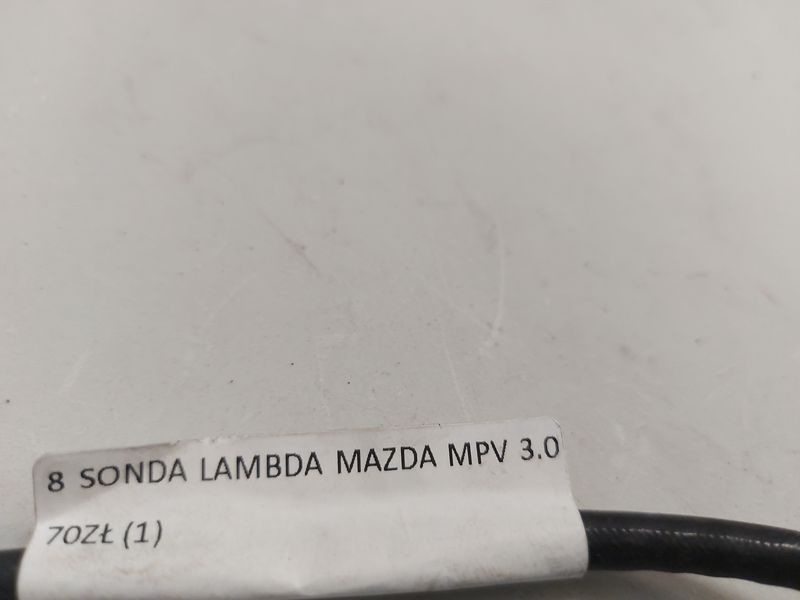 8 SONDA LAMBDA MAZDA MPV 3.0
70ZŁ (1)